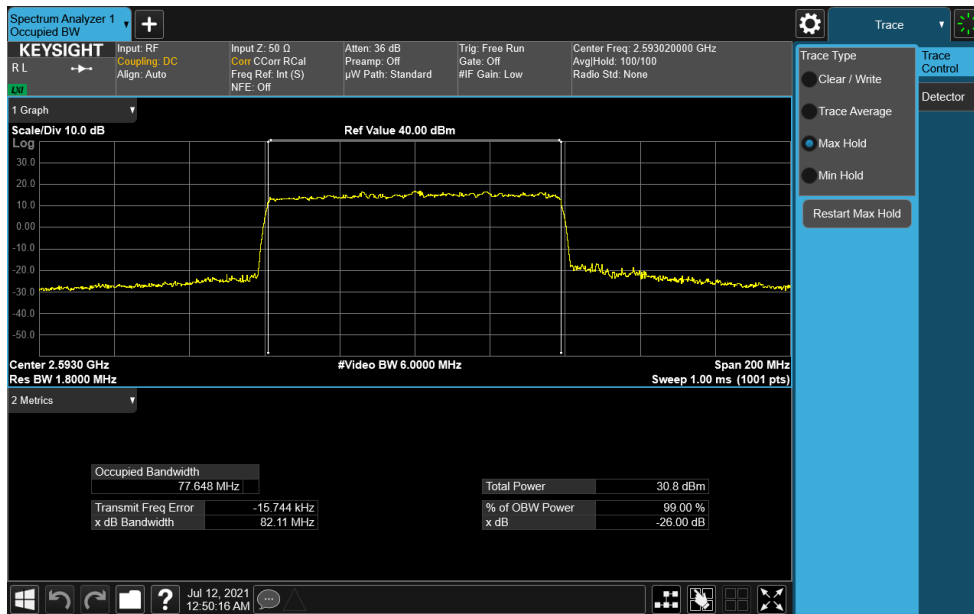 Spectrum Analyzer 1
Occupied BW
Trace
KEYSIGHT
R L
LXI
Input: RF
Coupling: DC
Align: Auto
Input Z: 50 Ω
Corr CCorr RCal
Freq Ref: Int (S)
NFE: Off
Atten: 36 dB
Preamp: Off
µW Path: Standard
Trig: Free Run
Gate: Off
#IF Gain: Low
Center Freq: 2.593020000 GHz
Avg|Hold: 100/100
Radio Std: None
Trace Type
Clear / Write
Trace Average
Max Hold
Min Hold
Restart Max Hold
Trace
Control
Detector
1 Graph
Scale/Div 10.0 dB
Ref Value 40.00 dBm
Log
30.0
20.0
10.0
0.00
-10.0
-20.0
-30.0
-40.0
-50.0
Center 2.5930 GHz
#Video BW 6.0000 MHz
Span 200 MHz
Res BW 1.8000 MHz
Sweep 1.00 ms (1001 pts)
2 Metrics
Occupied Bandwidth
77.648 MHz
Total Power 30.8 dBm
Transmit Freq Error -15.744 kHz
% of OBW Power 99.00 %
x dB Bandwidth 82.11 MHz
x dB -26.00 dB
?
Jul 12, 2021
12:50:16 AM